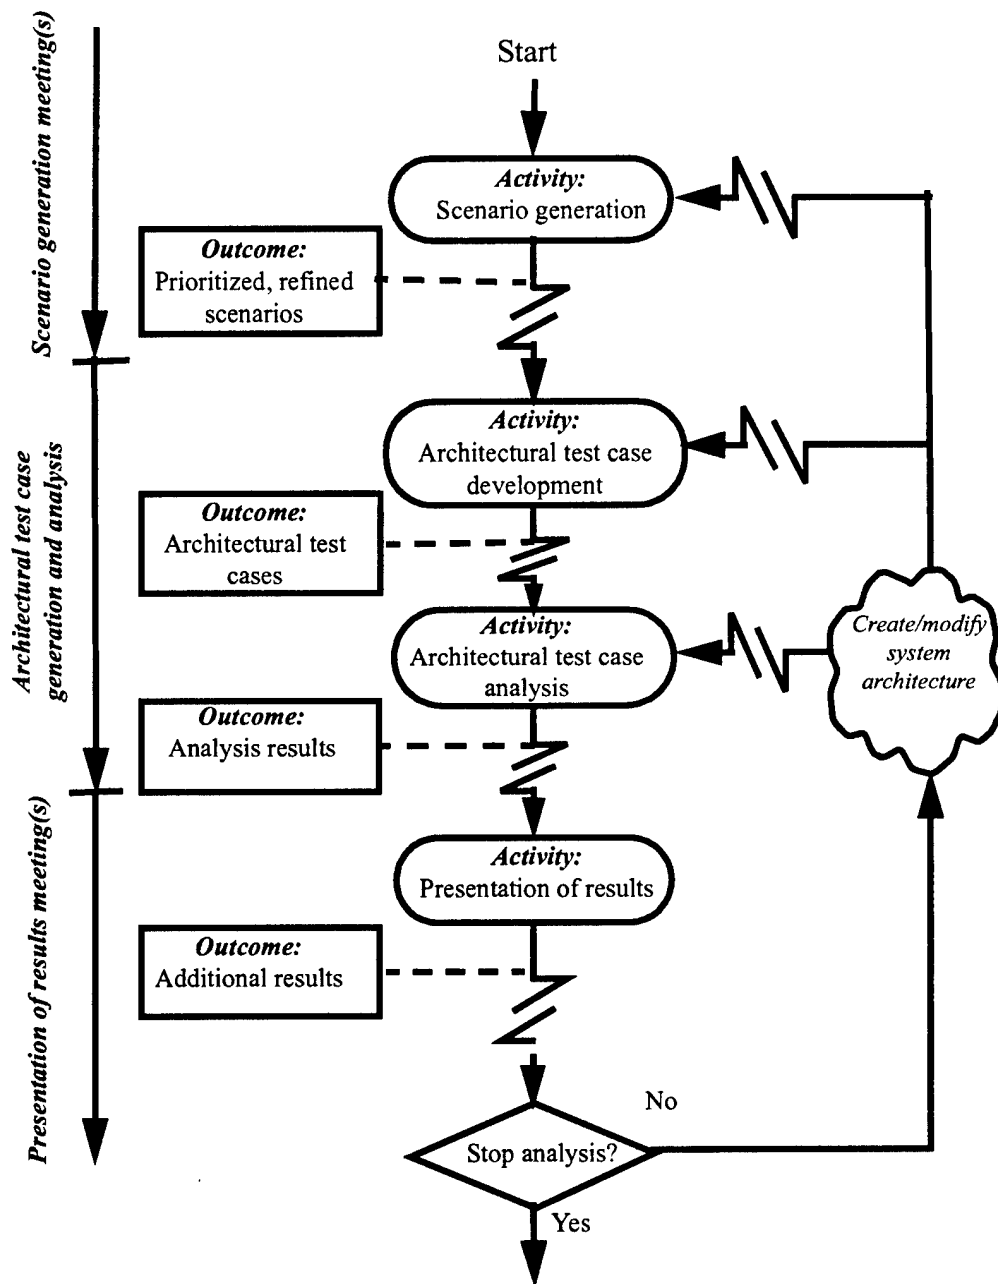 Start
Scenario generation meeting(s)
Activity:
Scenario generation
Outcome:
Prioritized, refined
scenarios
Architectural test case
generation and analysis
Activity:
Architectural test case
development
Outcome:
Architectural test
cases
Activity:
Architectural test case
analysis
Create/modify
system
architecture
Outcome:
Analysis results
Presentation of results meeting(s)
Activity:
Presentation of results
Outcome:
Additional results
No
Stop analysis?
Yes